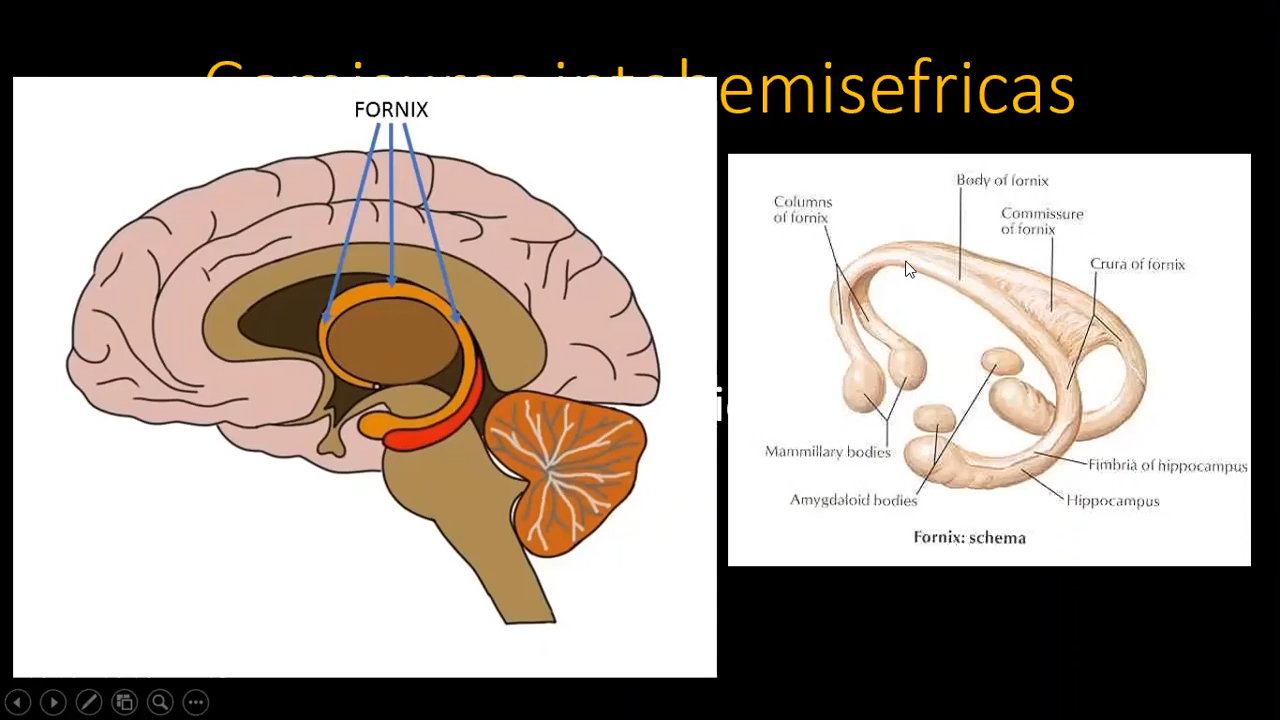 hemisefricas
FORNIX
Body of fornix
Columns
of fornix
Commissure
of fornix
Crura of fornix
Mammillary bodies
Fimbria of hippocampus
Amygdaloid bodies
Hippocampus
Fornix: schema